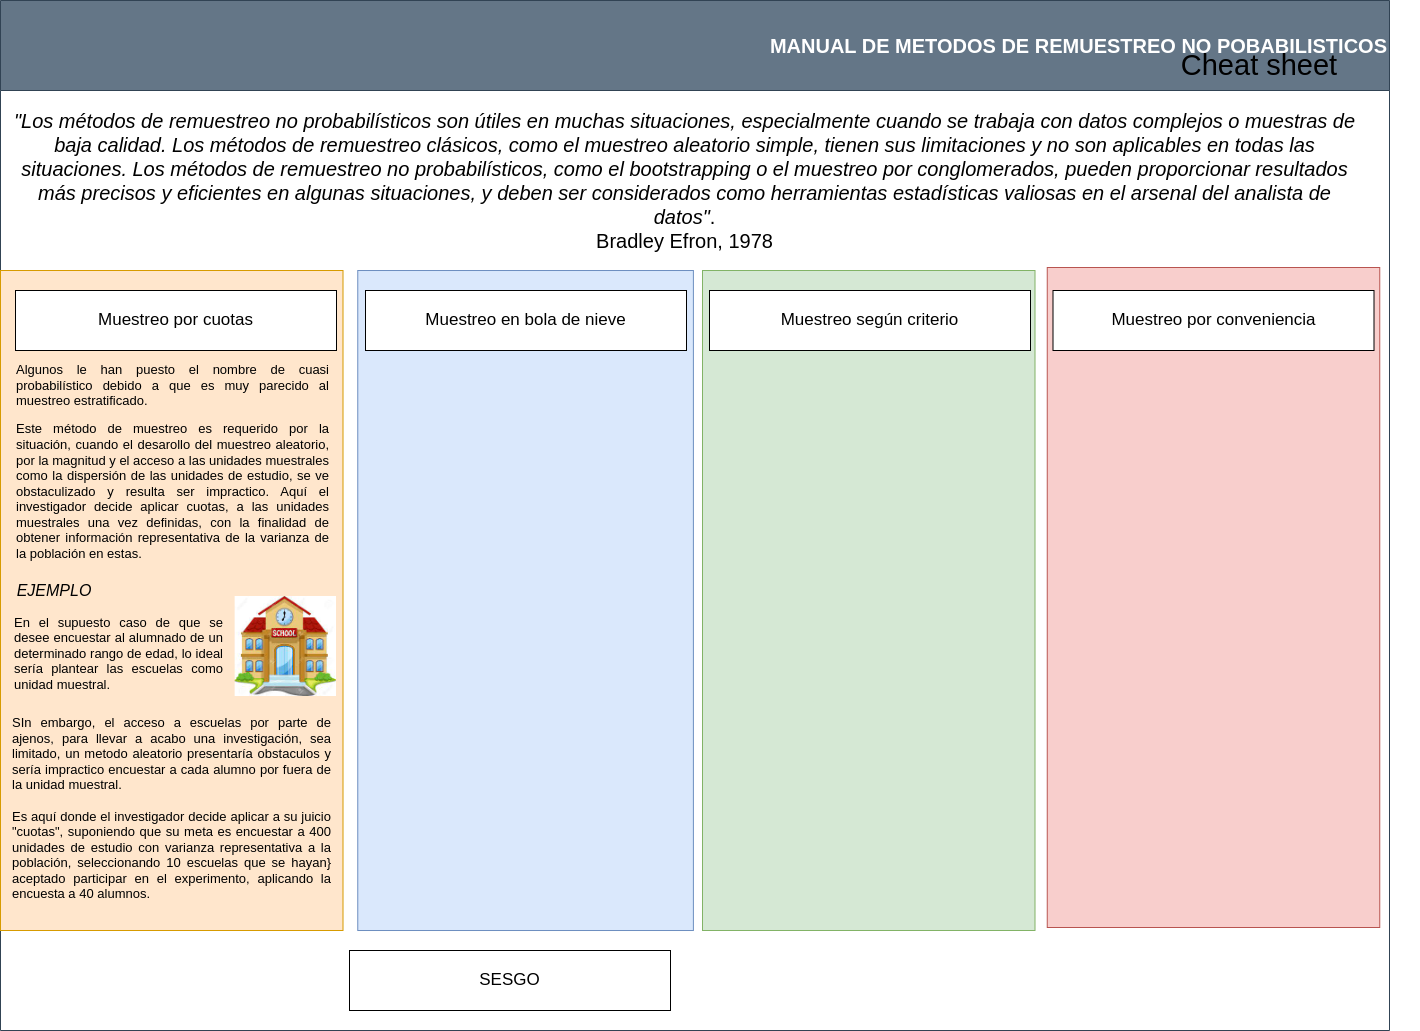 MANUAL DE METODOS DE REMUESTREO NO POBABILISTICOS
Cheat sheet
"Los métodos de remuestreo no probabilísticos son útiles en muchas situaciones, especialmente cuando se trabaja con datos complejos o muestras de
baja calidad. Los métodos de remuestreo clásicos, como el muestreo aleatorio simple, tienen sus limitaciones y no son aplicables en todas las
situaciones. Los métodos de remuestreo no probabilísticos, como el bootstrapping o el muestreo por conglomerados, pueden proporcionar resultados
más precisos y eficientes en algunas situaciones, y deben ser considerados como herramientas estadísticas valiosas en el arsenal del analista de
datos".
Bradley Efron, 1978
Muestreo por cuotas
Algunos le han puesto el nombre de cuasi
probabilístico debido a que es muy parecido al
muestreo estratificado.
Este método de muestreo es requerido por la
situación, cuando el desarollo del muestreo aleatorio,
por la magnitud y el acceso a las unidades muestrales
como la dispersión de las unidades de estudio, se ve
obstaculizado y resulta ser impractico. Aquí el
investigador decide aplicar cuotas, a las unidades
muestrales una vez definidas, con la finalidad de
obtener información representativa de la varianza de
la población en estas.
EJEMPLO
En el supuesto caso de que se
desee encuestar al alumnado de un
determinado rango de edad, lo ideal
sería plantear las escuelas como
unidad muestral.
SCHOOL
SIn embargo, el acceso a escuelas por parte de
ajenos, para llevar a acabo una investigación, sea
limitado, un metodo aleatorio presentaría obstaculos y
sería impractico encuestar a cada alumno por fuera de
la unidad muestral.
Es aquí donde el investigador decide aplicar a su juicio
"cuotas", suponiendo que su meta es encuestar a 400
unidades de estudio con varianza representativa a la
población, seleccionando 10 escuelas que se hayan}
aceptado participar en el experimento, aplicando la
encuesta a 40 alumnos.
Muestreo en bola de nieve
Muestreo según criterio
Muestreo por conveniencia
SESGO